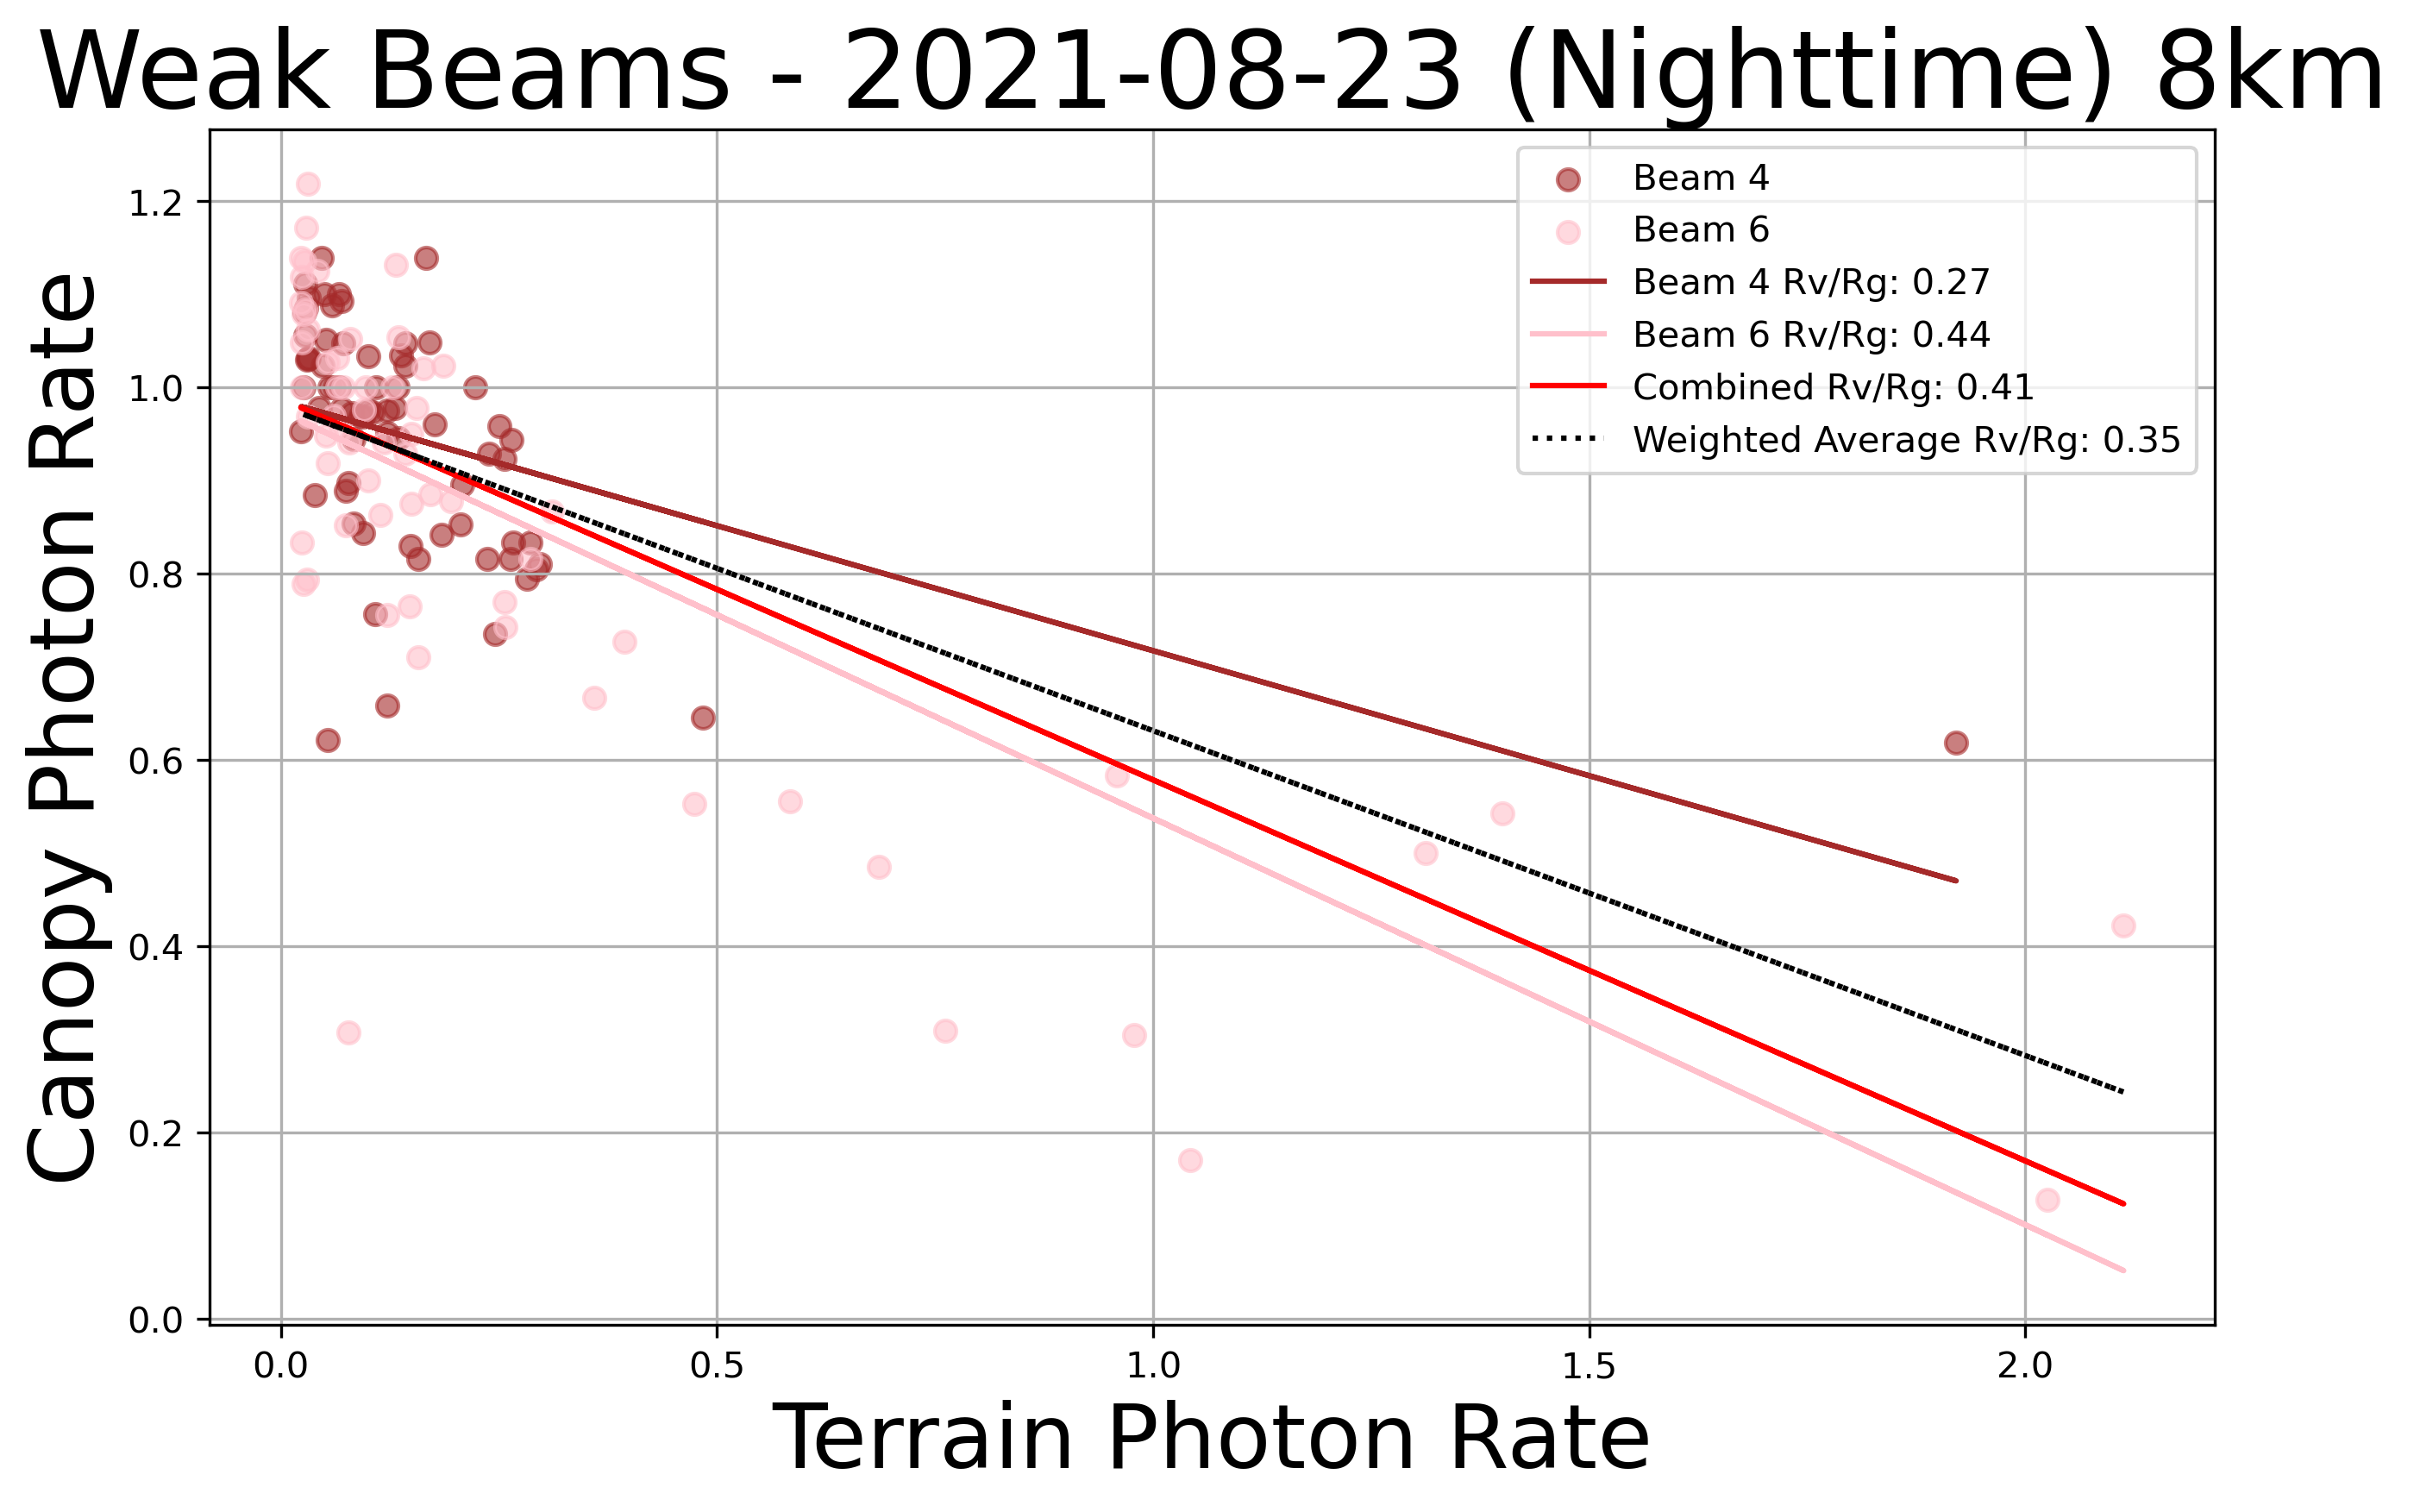 Weak Beams - 2021-08-23 (Nighttime) 8km
Beam 4
Beam 6
Beam 4 Rv/Rg: 0.27
Beam 6 Rv/Rg: 0.44
Combined Rv/Rg: 0.41
Weighted Average Rv/Rg: 0.35
Canopy Photon Rate
1.2
1.0
0.8
0.6
0.4
0.2
0.0
0.0 0.5 1.0 1.5 2.0
Terrain Photon Rate